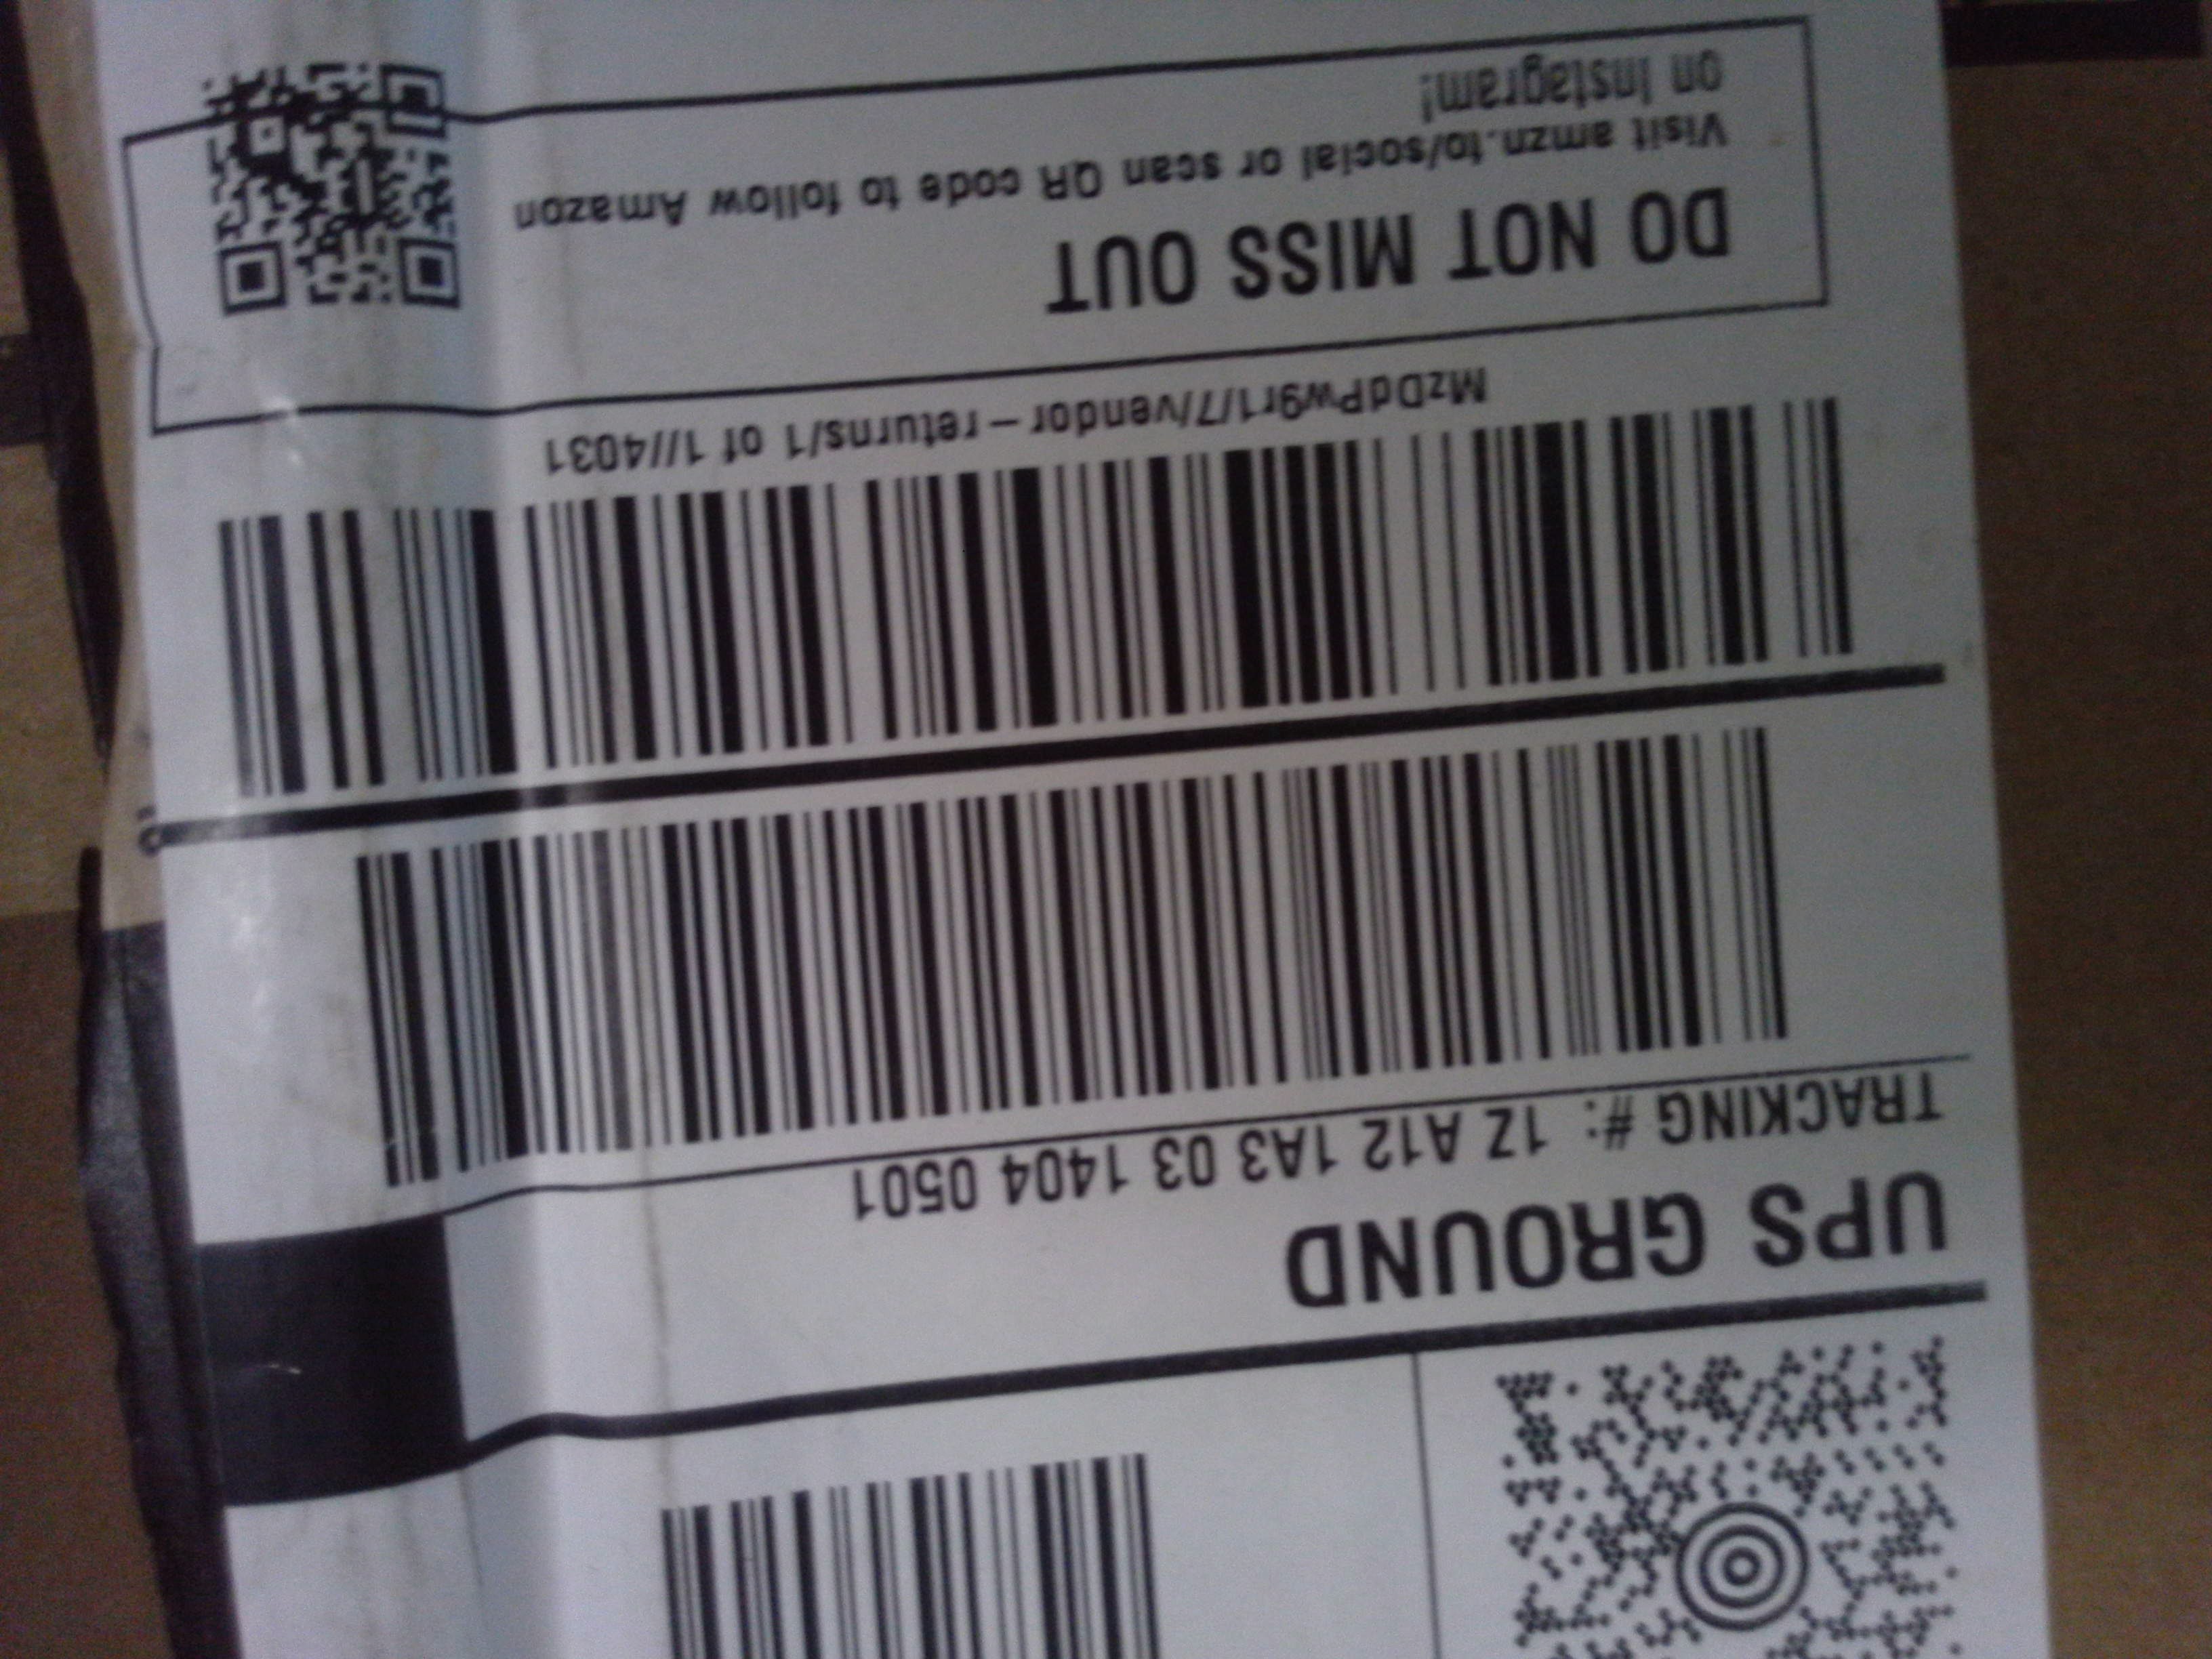 UPS GROUND
TRACKING #: 1Z A12 1A3 03 1404 0501
MzDdPw9r1/7/vendor-returns/1 of 1///4031
DO NOT MISS OUT
Visit amzn.to/social or scan QR code to follow Amazon
on Instagram!